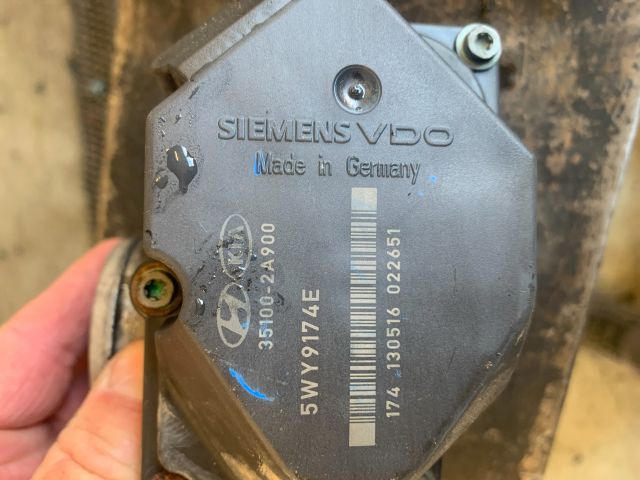 SIEMENS VDO
Made in Germany
KIA
35100-2A900
5WY9174E
174 130516 022651